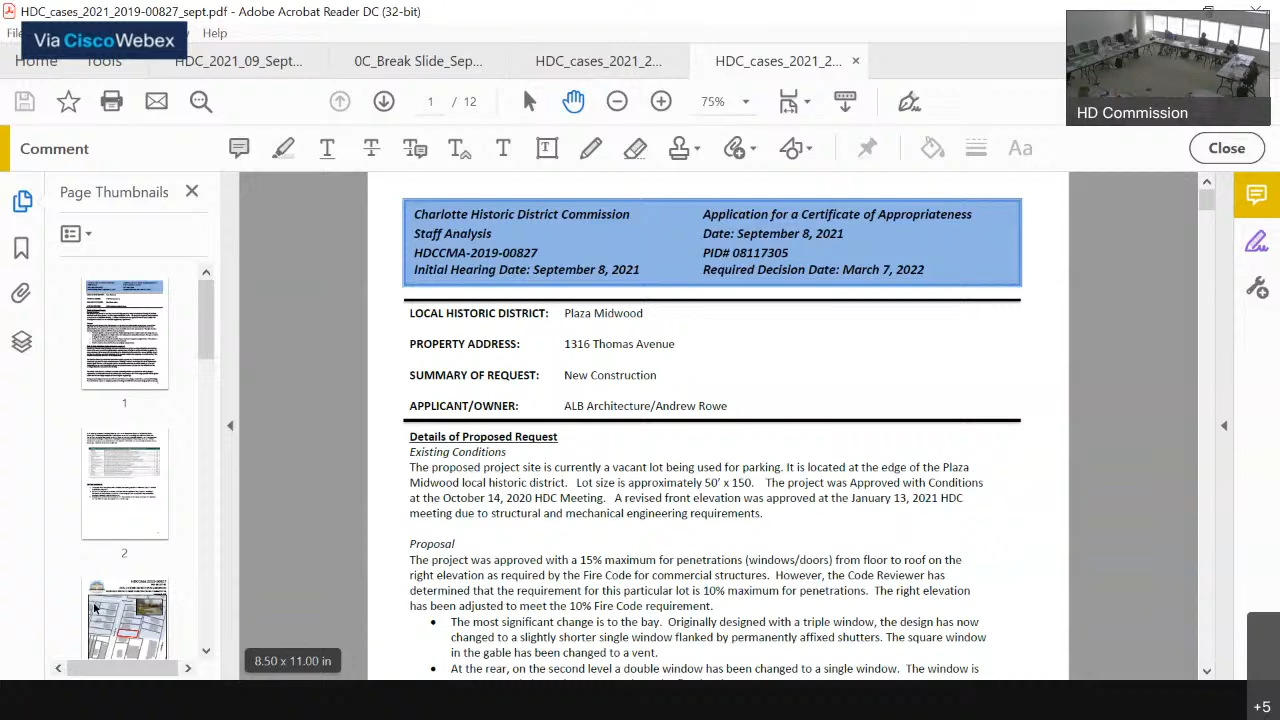 HDC_cases_2021_2019-00827_sept.pdf - Adobe Acrobat Reader DC (32-bit)
Help
Via Cisco Webex
Home Tools HDC_2021_09_Sept... 0C_Break Slide_Sep... HDC_cases_2021_2... HDC_cases_2021_2...
1 / 12 75%
HD Commission
Comment
Close
Page Thumbnails
1
2
8.50 x 11.00 in
Charlotte Historic District Commission Application for a Certificate of Appropriateness
Staff Analysis Date: September 8, 2021
HDCCMA-2019-00827 PID# 08117305
Initial Hearing Date: September 8, 2021 Required Decision Date: March 7, 2022
LOCAL HISTORIC DISTRICT: Plaza Midwood
PROPERTY ADDRESS: 1316 Thomas Avenue
SUMMARY OF REQUEST: New Construction
APPLICANT/OWNER: ALB Architecture/Andrew Rowe
Details of Proposed Request
Existing Conditions
The proposed project site is currently a vacant lot being used for parking. It is located at the edge of the Plaza
Midwood local historic district. Lot size is approximately 50' x 150. The project was Approved with Conditions
at the October 14, 2020 HDC Meeting. A revised front elevation was approved at the January 13, 2021 HDC
meeting due to structural and mechanical engineering requirements.
Proposal
The project was approved with a 15% maximum for penetrations (windows/doors) from floor to roof on the
right elevation as required by the Fire Code for commercial structures. However, the Code Reviewer has
determined that the requirement for this particular lot is 10% maximum for penetrations. The right elevation
has been adjusted to meet the 10% Fire Code requirement.
• The most significant change is to the bay. Originally designed with a triple window, the design has now
changed to a slightly shorter single window flanked by permanently affixed shutters. The square window
in the gable has been changed to a vent.
• At the rear, on the second level a double window has been changed to a single window. The window is
+5